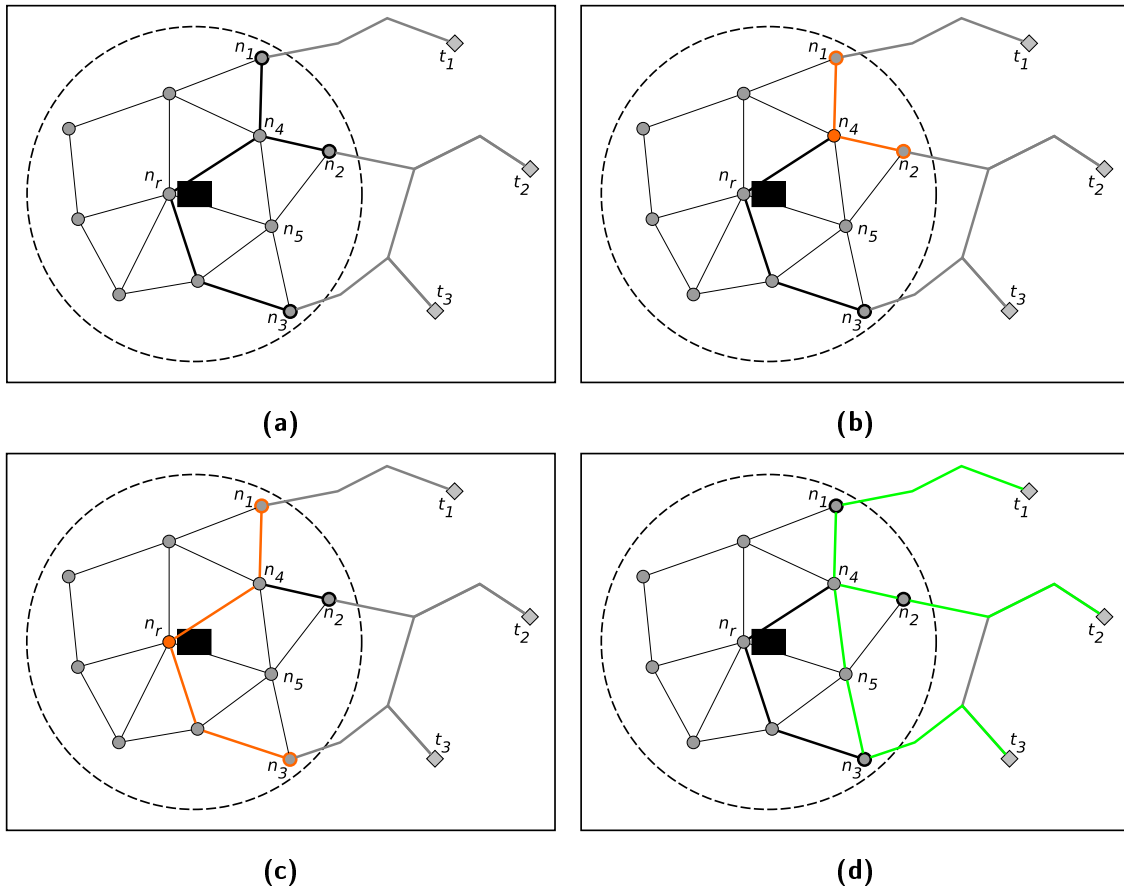 n1 t1
n4
n2 t2
nr
n5
n3 t3
(a)
n1 t1
n4
n2 t2
nr
n5
n3 t3
(b)
n1 t1
n4
n2 t2
nr
n5
n3 t3
(c)
n1 t1
n4
n2 t2
nr
n5
n3 t3
(d)